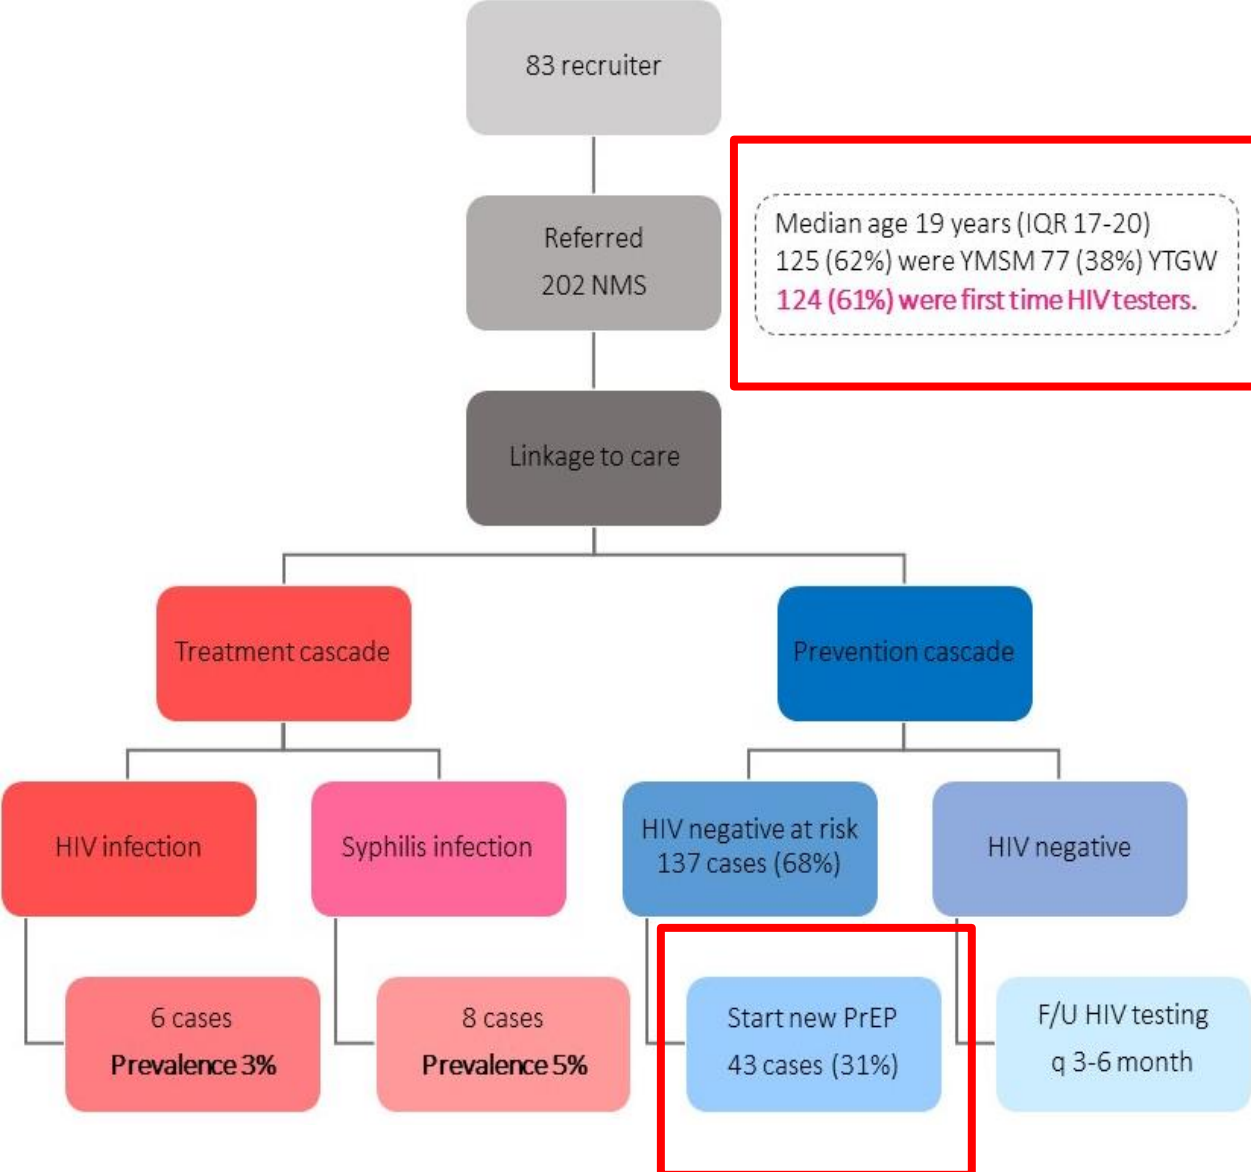 83 recruiter
Referred
202 NMS
Median age 19 years (IQR 17-20)
125 (62%) were YMSM 77 (38%) YTGW
124 (61%) were first time HIV testers.
Linkage to care
Treatment cascade
Prevention cascade
HIV infection
Syphilis infection
HIV negative at risk
137 cases (68%)
HIV negative
6 cases
Prevalence 3%
8 cases
Prevalence 5%
Start new PrEP
43 cases (31%)
F/U HIV testing
q 3-6 month